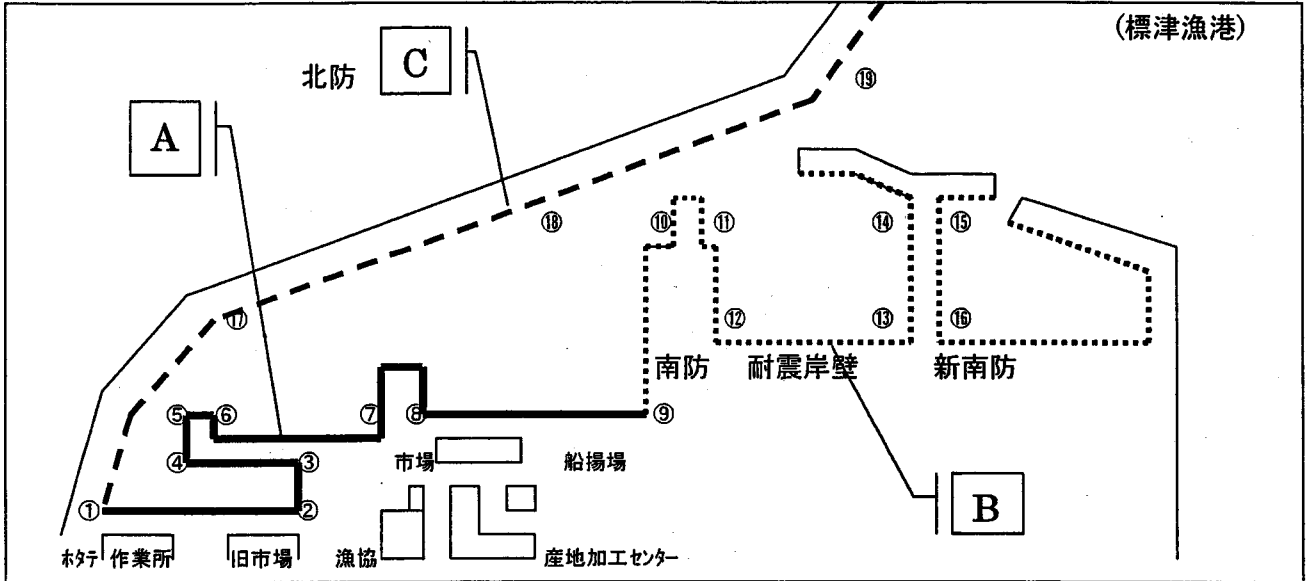 (標津漁港)
北防
C
A
B
⑲
⑱
⑰
⑩
⑪
⑭
⑮
⑫
⑬
⑯
南防
耐震岸壁
新南防
⑤
⑥
⑦
⑧
⑨
④
③
①
②
市場
船揚場
ホタテ
作業所
旧市場
漁協
産地加工センター